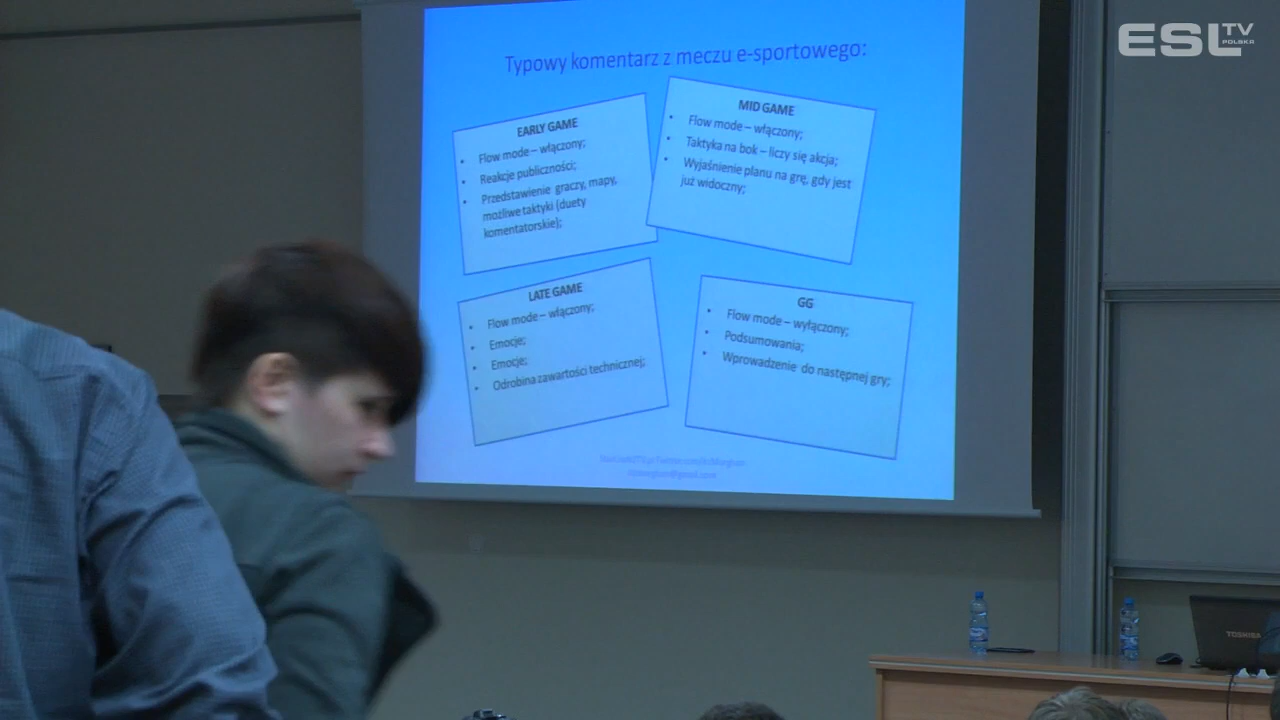 ESL TV
POLSKA
Typowy komentarz z meczu e-sportowego:
EARLY GAME
• Flow mode – włączony;
• Reakcje publiczności;
• Przedstawienie graczy, mapy,
możliwe taktyki (duety
komentatorskie);
MID GAME
• Flow mode – włączony;
• Taktyka na bok – liczy się akcja;
• Wyjaśnienie planu na grę, gdy jest
już widoczny;
LATE GAME
• Flow mode – włączony;
• Emocje;
• Emocje;
• Odrobina zawartości technicznej;
GG
• Flow mode – wyłączony;
• Podsumowania;
• Wprowadzenie do następnej gry;
TOSHIBA